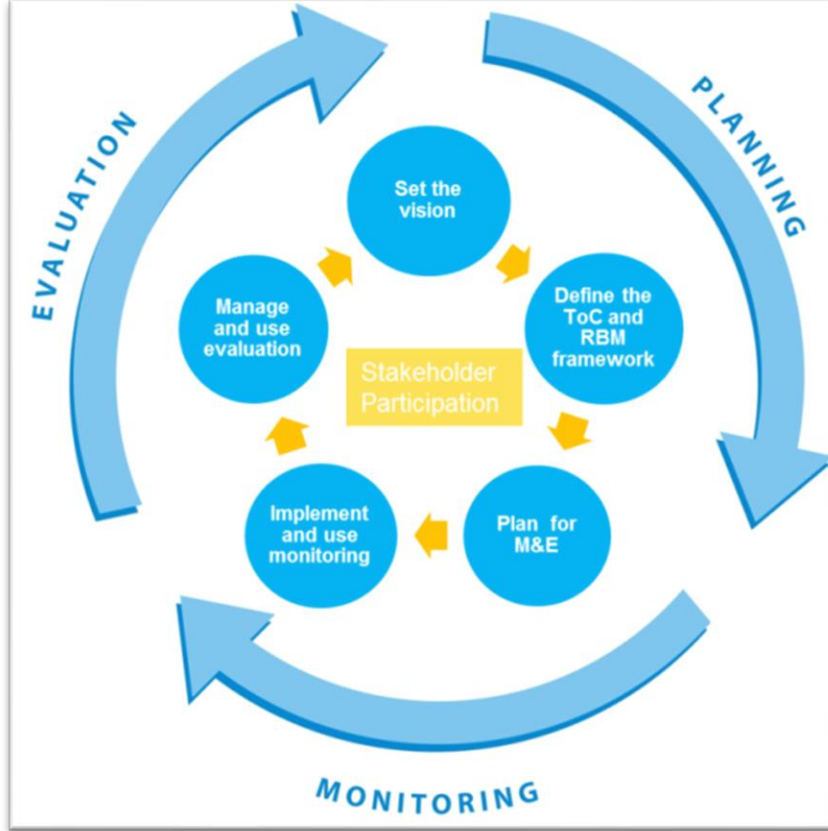 EVALUATION
PLANNING
Set the
vision
Define the
ToC and
RBM
framework
Plan for
M&E
Implement
and use
monitoring
Manage
and use
evaluation
Stakeholder
Participation
MONITORING